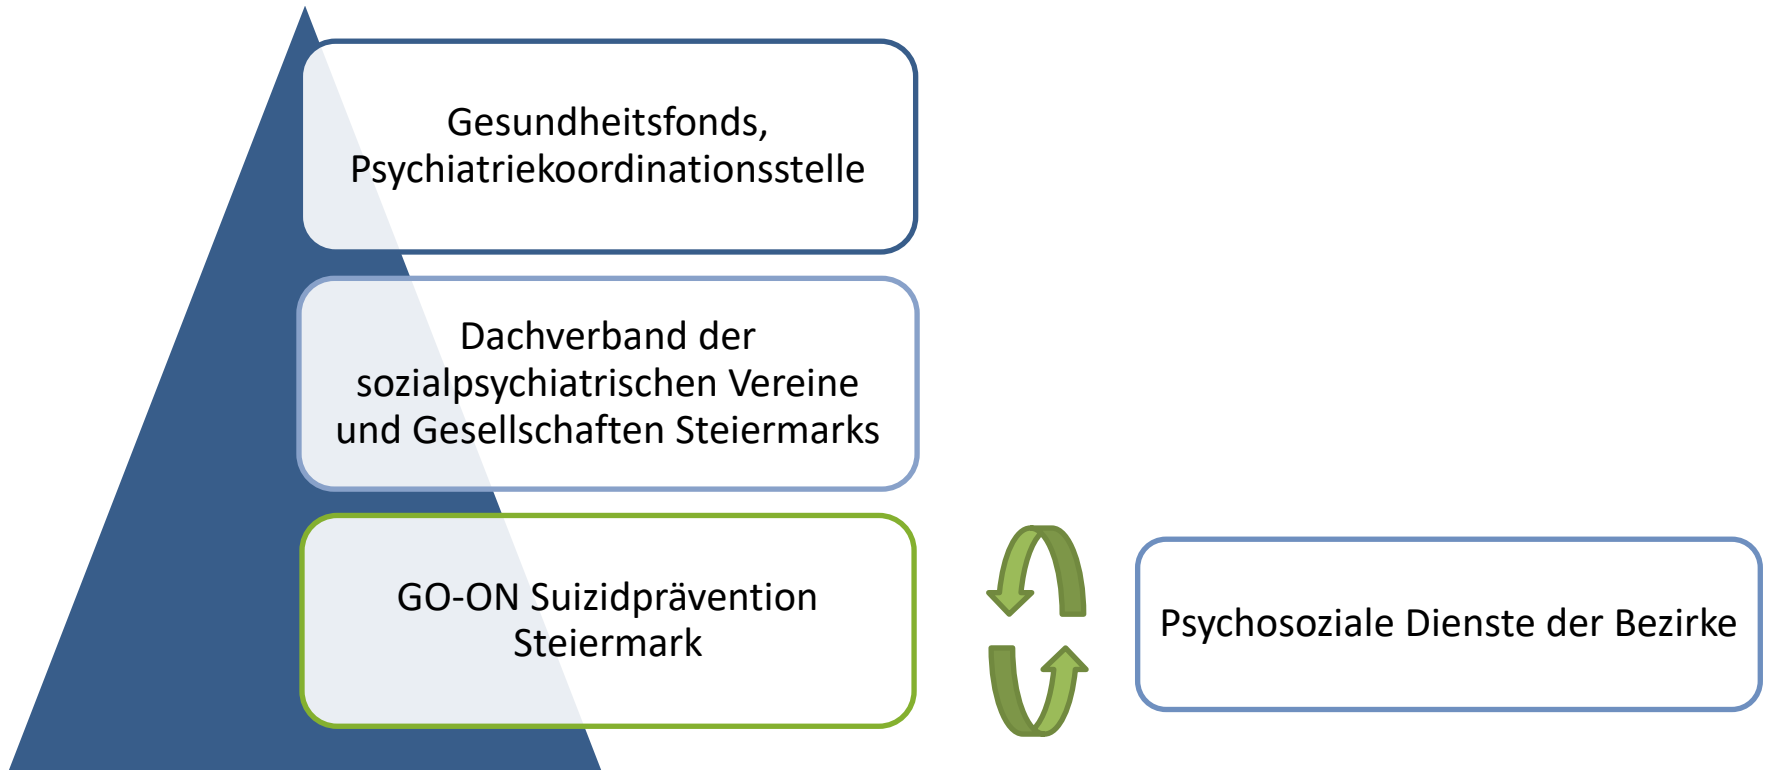 Gesundheitsfonds,
Psychiatriekoordinationsstelle
Dachverband der
sozialpsychiatrischen Vereine
und Gesellschaften Steiermarks
GO-ON Suizidprävention
Steiermark
Psychosoziale Dienste der Bezirke